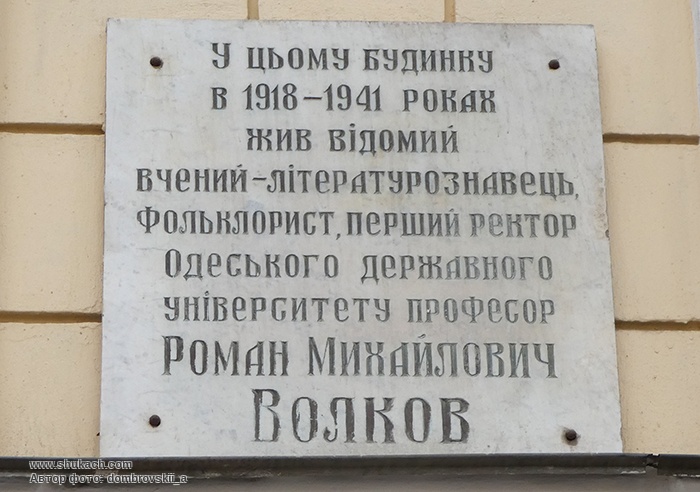 У цьому будинку
в 1918–1941 роках
жив відомий
вчений-літературознавець,
фольклорист, перший ректор
Одеського державного
університету професор
Роман Михайлович
Волков
www.shukach.com
Автор фото: dombrovskii_a